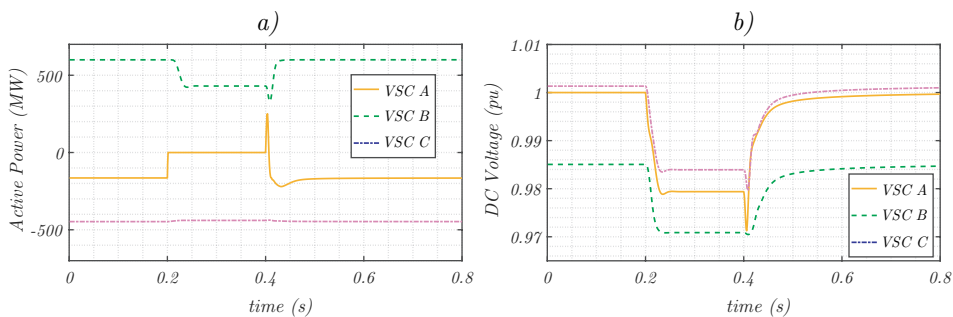 a)
Active Power (MW)
500
0
-500
VSC A
VSC B
VSC C
0
0.2
0.4
0.6
0.8
time (s)
b)
DC Voltage (pu)
1.01
1
0.99
0.98
0.97
VSC A
VSC B
VSC C
0
0.2
0.4
0.6
0.8
time (s)